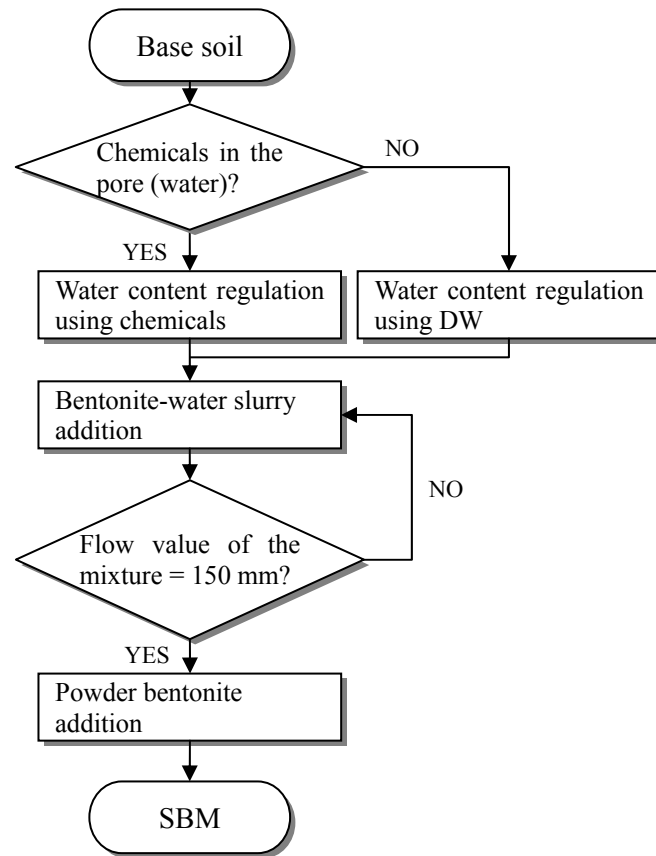 Base soil
Chemicals in the
pore (water)?
NO
YES
Water content regulation
using chemicals
Water content regulation
using DW
Bentonite-water slurry
addition
NO
Flow value of the
mixture = 150 mm?
YES
Powder bentonite
addition
SBM